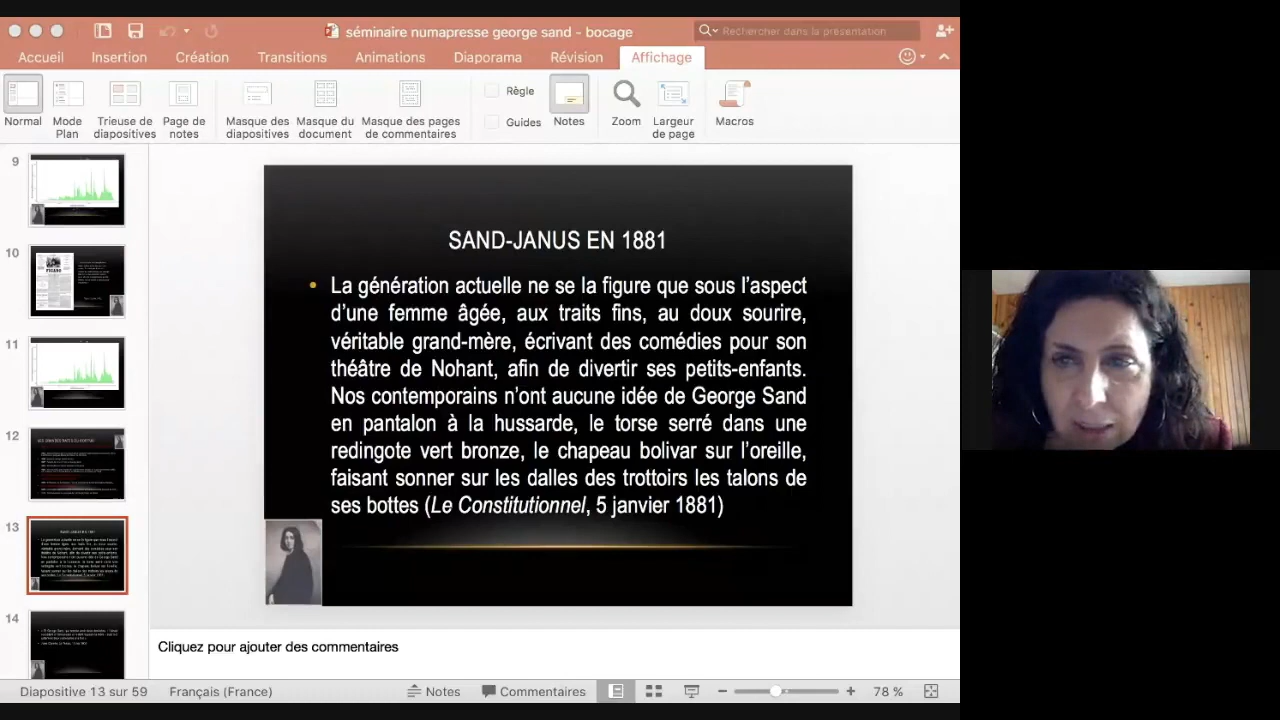 séminaire numapresse george sand - bocage
Rechercher dans la présentation
Accueil Insertion Création Transitions Animations Diaporama Révision Affichage
Normal
Mode Plan
Trieuse de diapositives
Page de notes
Masque des diapositives
Masque du document
Masque des pages de commentaires
Règle
Guides
Notes
Zoom
Largeur de page
Macros
9
10
FIGARO
11
12
13
14
SAND-JANUS EN 1881
• La génération actuelle ne se la figure que sous l’aspect
d’une femme âgée, aux traits fins, au doux sourire,
véritable grand-mère, écrivant des comédies pour son
théâtre de Nohant, afin de divertir ses petits-enfants.
Nos contemporains n’ont aucune idée de George Sand
en pantalon à la hussarde, le torse serré dans une
redingote vert bronze, le chapeau bolivar sur l’oreille,
faisant sonner sur les dalles des trottoirs les talons de
ses bottes (Le Constitutionnel, 5 janvier 1881)
Cliquez pour ajouter des commentaires
Diapositive 13 sur 59 Français (France) Notes Commentaires 78 %